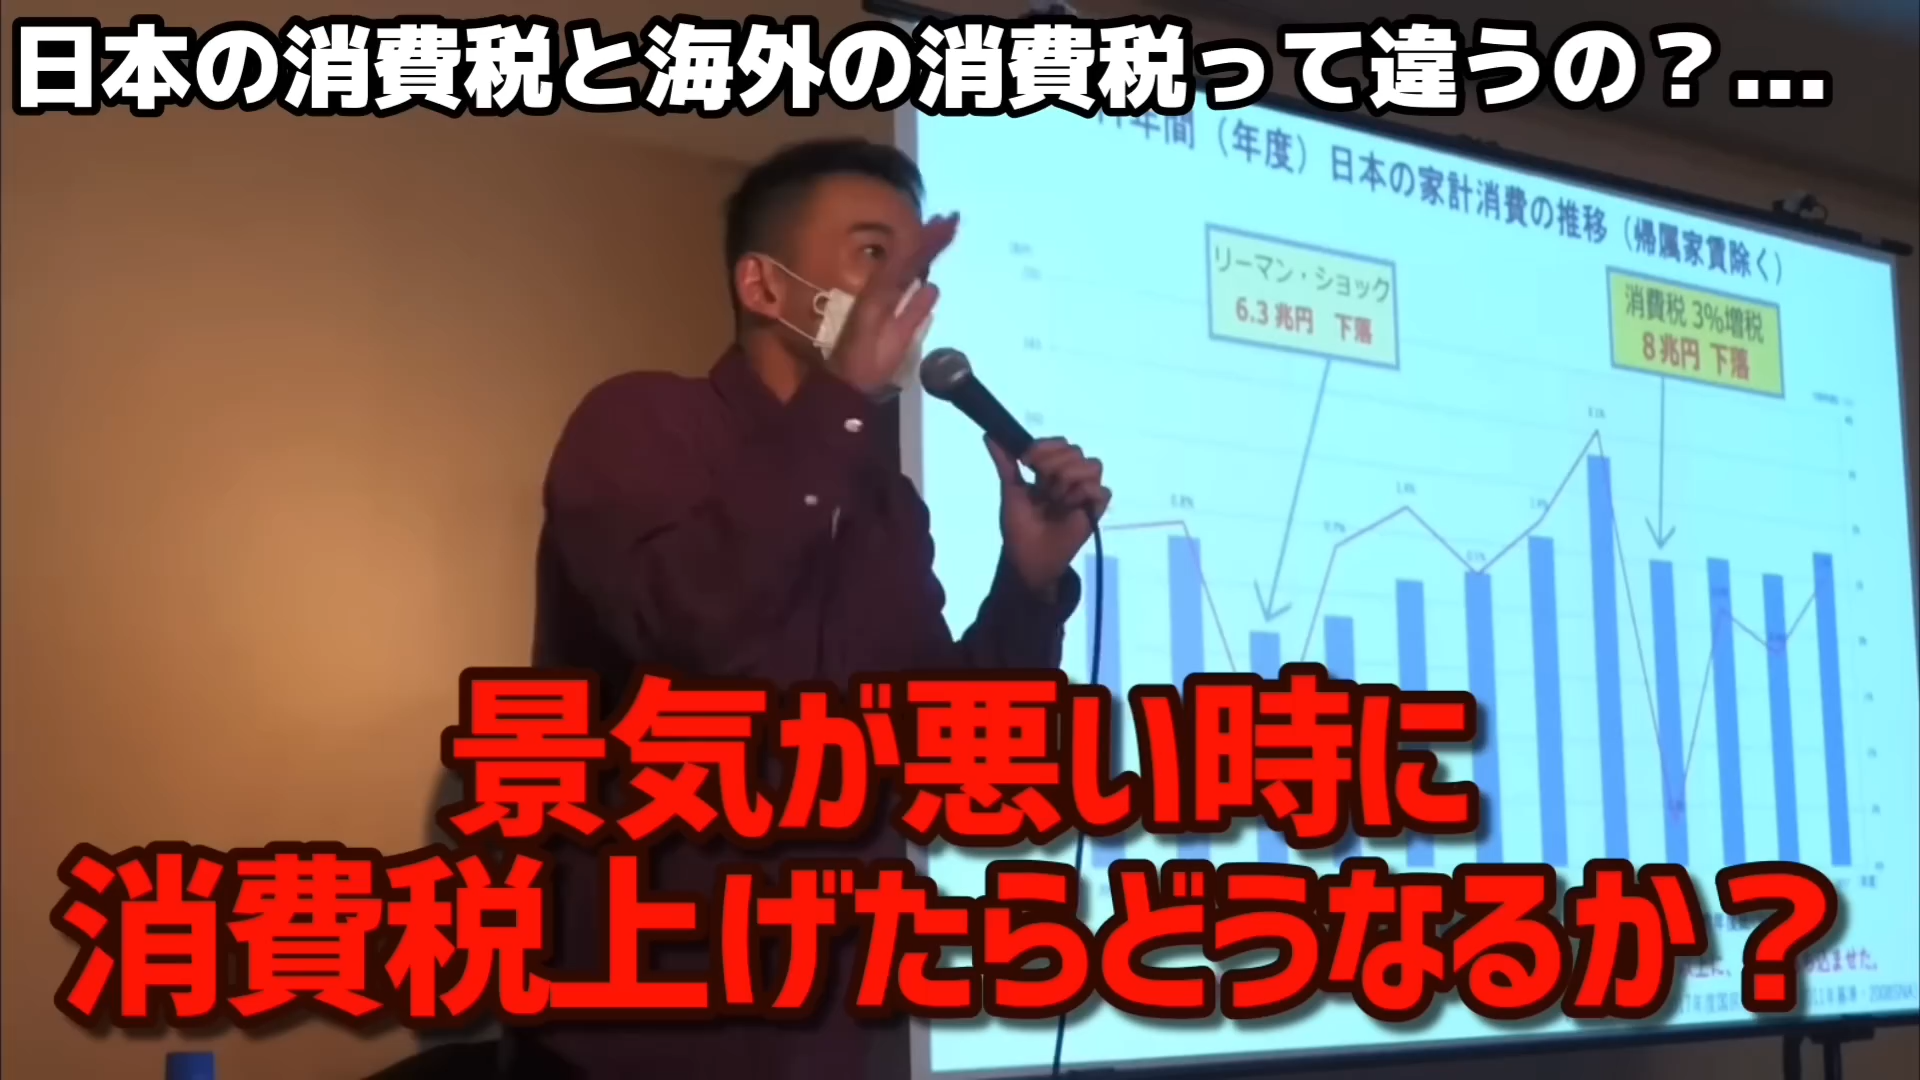 日本の消費税と海外の消費税って違うの？...
年間（年度）日本の家計消費の推移（帰属家賃除く）
リーマン・ショック
6.3兆円 下落
消費税 3%増税
8兆円 下落
景気が悪い時に
消費税上げたらどうなるか？
込ませた。